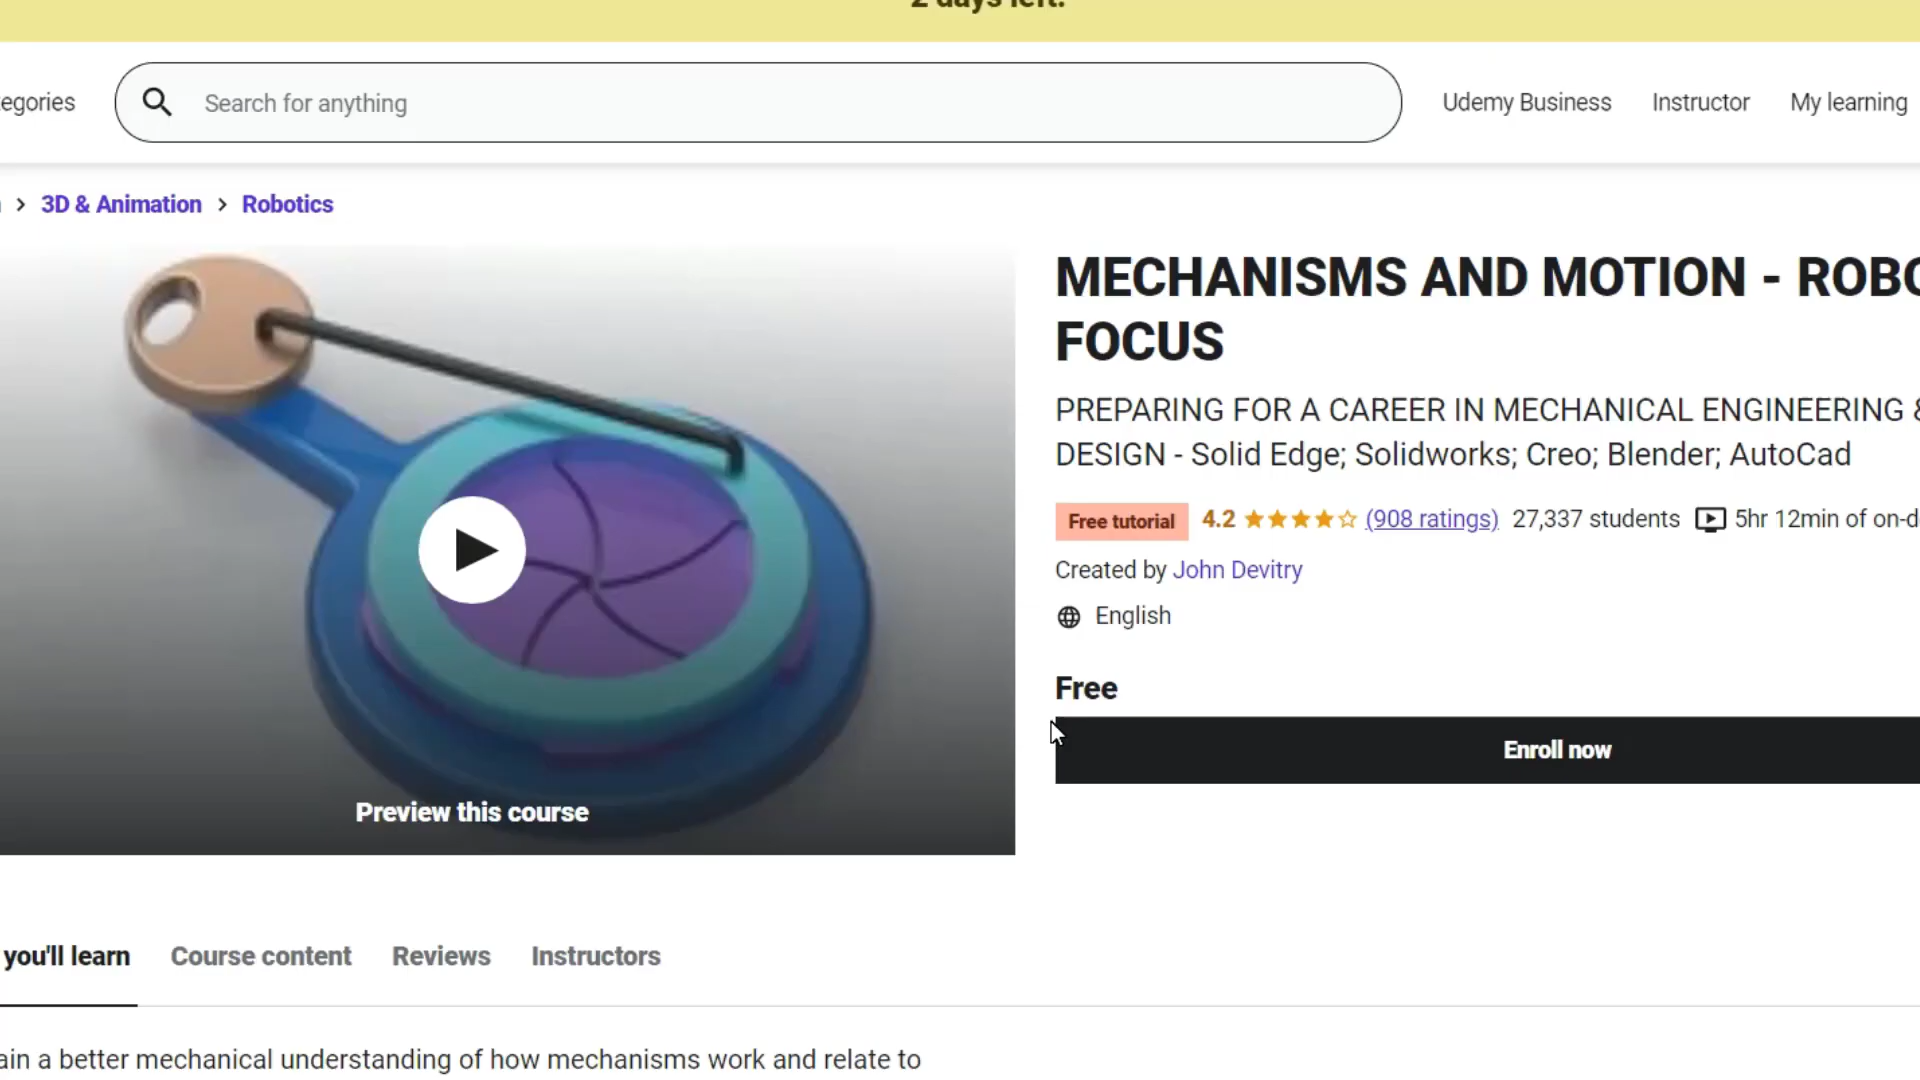 2 days left!
egories
Search for anything
Udemy Business
Instructor
My learning
3D & Animation
Robotics
MECHANISMS AND MOTION - ROBO
FOCUS
PREPARING FOR A CAREER IN MECHANICAL ENGINEERING &
DESIGN - Solid Edge; Solidworks; Creo; Blender; AutoCad
Free tutorial 4.2 (908 ratings) 27,337 students 5hr 12min of on-d
Created by John Devitry
English
Free
Enroll now
Preview this course
you'll learn
Course content
Reviews
Instructors
ain a better mechanical understanding of how mechanisms work and relate to